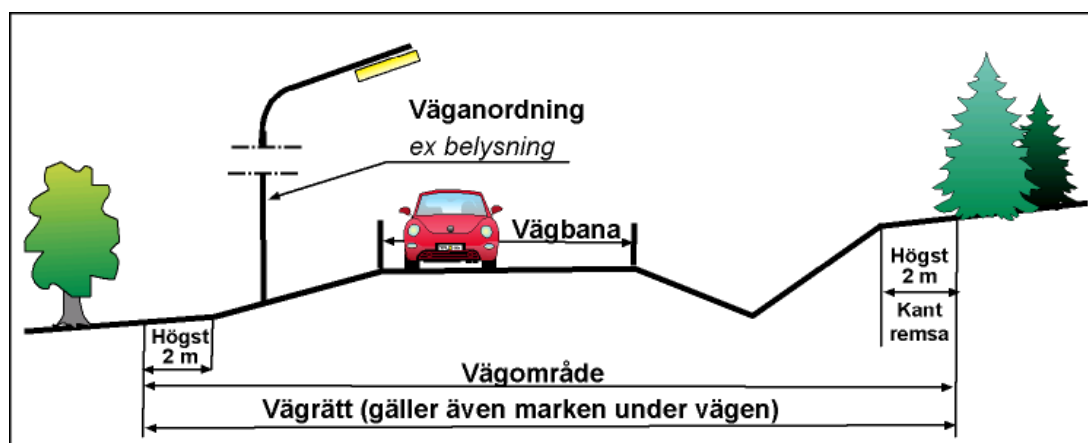 Väganordning
ex belysning
Vägbana
Högst
2 m
Kant
remsa
Högst
2 m
Vägområde
Vägrätt (gäller även marken under vägen)